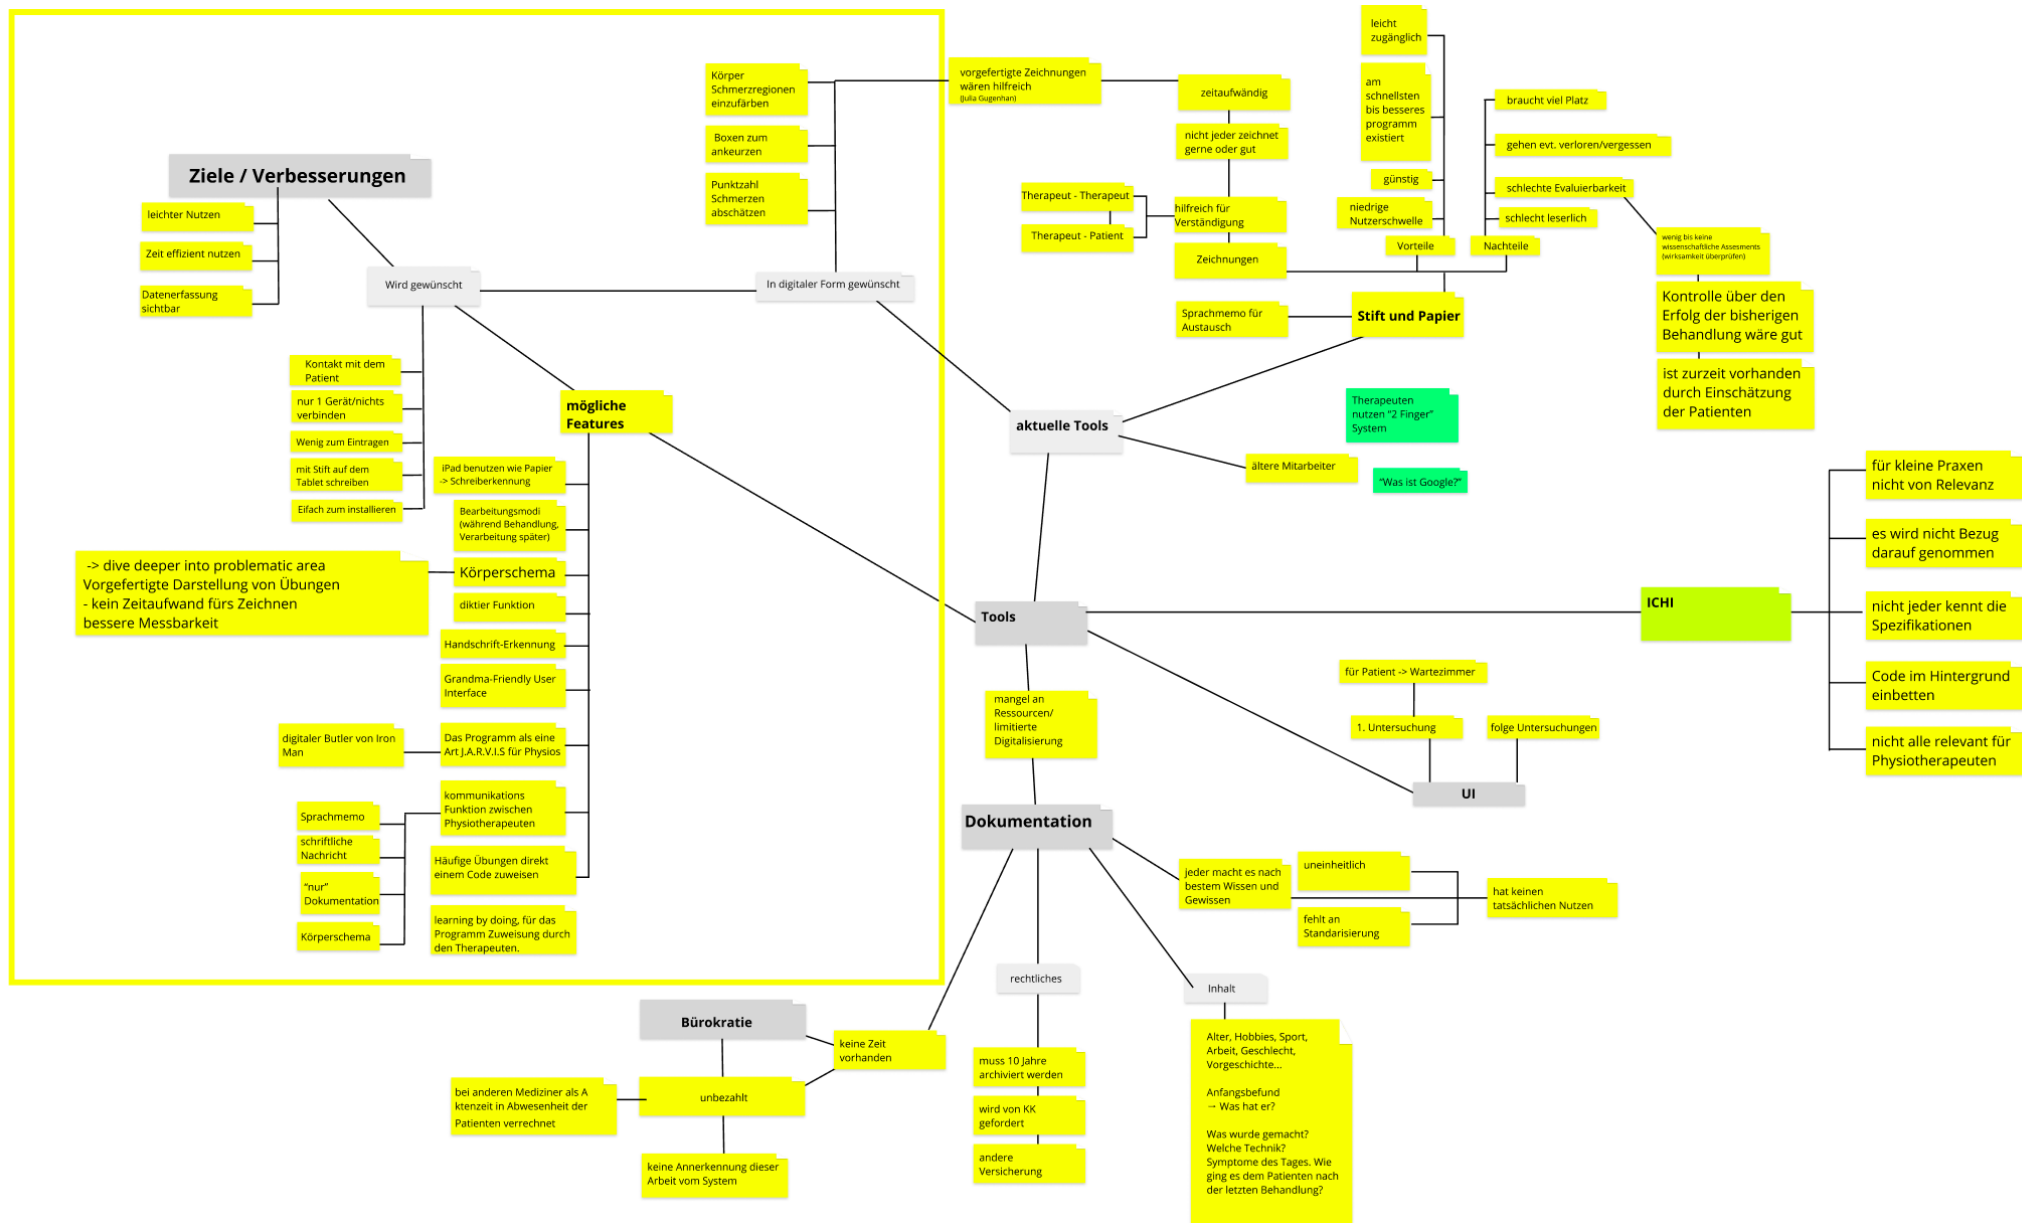 Ziele / Verbesserungen
leichter Nutzen
Zeit effizient nutzen
Datenerfassung
sichtbar
Wird gewünscht
Kontakt mit dem
Patient
nur 1 Gerät/nichts
verbinden
Wenig zum Eintragen
mit Stift auf dem
Tablet schreiben
Eifach zum installieren
In digitaler Form gewünscht
Körper
Schmerzregionen
einzufärben
Boxen zum
ankeurzen
Punktzahl
Schmerzen
abschätzen
mögliche
Features
iPad benutzen wie Papier
-> Schreiberkennung
Bearbeitungsmodi
(während Behandlung,
Verarbeitung später)
Körperschema
-> dive deeper into problematic area
Vorgefertigte Darstellung von Übungen
- kein Zeitaufwand fürs Zeichnen
bessere Messbarkeit
diktier Funktion
Handschrift-Erkennung
Grandma-Friendly User
Interface
Das Programm als eine
Art J.A.R.V.I.S für Physios
digitaler Butler von Iron
Man
kommunikations
Funktion zwischen
Physiotherapeuten
Sprachmemo
schriftliche
Nachricht
“nur”
Dokumentation
Körperschema
Häufige Übungen direkt
einem Code zuweisen
learning by doing, für das
Programm Zuweisung durch
den Therapeuten.
vorgefertigte Zeichnungen
wären hilfreich
(Julia Gugenhan)
zeitaufwändig
nicht jeder zeichnet
gerne oder gut
hilfreich für
Verständigung
Therapeut - Therapeut
Therapeut - Patient
Zeichnungen
leicht
zugänglich
am
schnellsten
bis besseres
programm
existiert
günstig
niedrige
Nutzerschwelle
Vorteile
braucht viel Platz
gehen evt. verloren/vergessen
schlechte Evaluierbarkeit
schlecht leserlich
Nachteile
wenig bis keine
wissenschaftliche Assesments
(wirksamkeit überprüfen)
Kontrolle über den
Erfolg der bisherigen
Behandlung wäre gut
ist zurzeit vorhanden
durch Einschätzung
der Patienten
Sprachmemo für
Austausch
Stift und Papier
aktuelle Tools
Therapeuten
nutzen “2 Finger”
System
ältere Mitarbeiter
“Was ist Google?”
Tools
ICHI
für kleine Praxen
nicht von Relevanz
es wird nicht Bezug
darauf genommen
nicht jeder kennt die
Spezifikationen
Code im Hintergrund
einbetten
nicht alle relevant für
Physiotherapeuten
für Patient -> Wartezimmer
1. Untersuchung
folge Untersuchungen
UI
mangel an
Ressourcen/
limitierte
Digitalisierung
Dokumentation
jeder macht es nach
bestem Wissen und
Gewissen
uneinheitlich
fehlt an
Standarisierung
hat keinen
tatsächlichen Nutzen
rechtliches
muss 10 Jahre
archiviert werden
wird von KK
gefordert
andere
Versicherung
Inhalt
Alter, Hobbies, Sport,
Arbeit, Geschlecht,
Vorgeschichte...
Anfangsbefund
→ Was hat er?
Was wurde gemacht?
Welche Technik?
Symptome des Tages. Wie
ging es dem Patienten nach
der letzten Behandlung?
Bürokratie
keine Zeit
vorhanden
unbezahlt
bei anderen Mediziner als A
ktenzeit in Abwesenheit der
Patienten verrechnet
keine Annerkennung dieser
Arbeit vom System